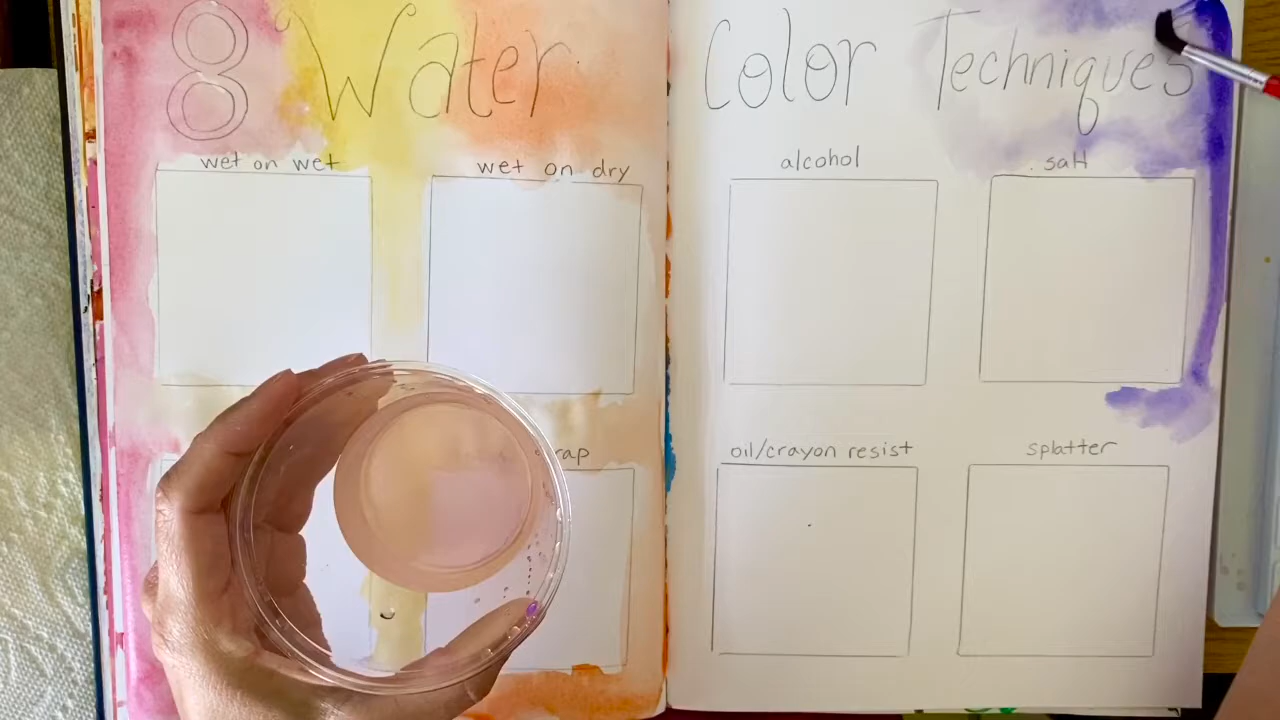 8 Water Color Techniques
wet on wet
wet on dry
alcohol
salt
rap
oil/crayon resist
splatter